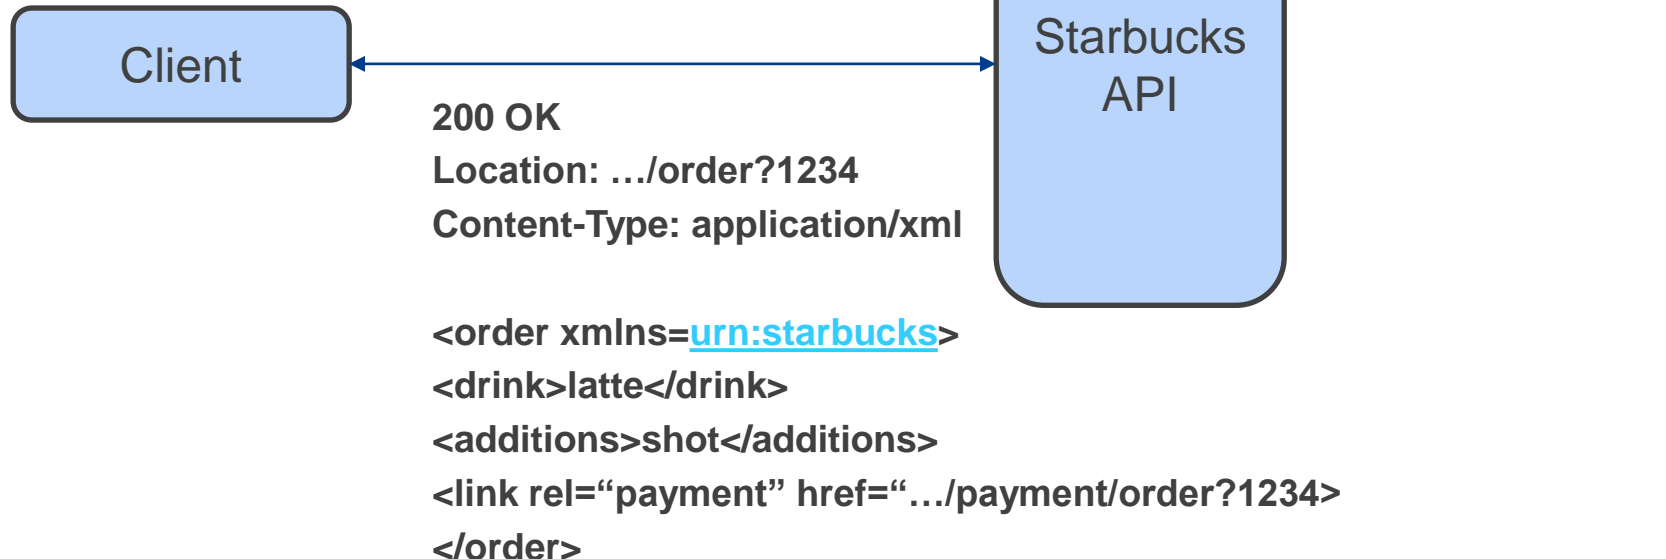 Client
Starbucks
API
200 OK
Location: …/order?1234
Content-Type: application/xml
<order xmlns=urn:starbucks>
<drink>latte</drink>
<additions>shot</additions>
<link rel=“payment” href=“…/payment/order?1234>
</order>